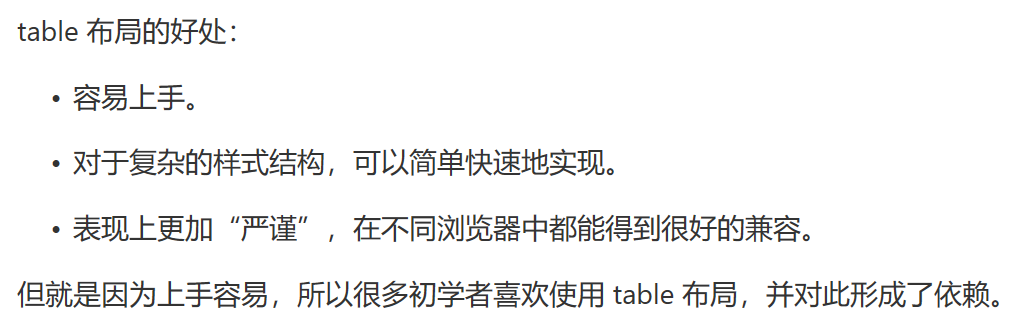 table 布局的好处：
• 容易上手。
• 对于复杂的样式结构，可以简单快速地实现。
• 表现上更加“严谨”，在不同浏览器中都能得到很好的兼容。
但就是因为上手容易，所以很多初学者喜欢使用 table 布局，并对此形成了依赖。